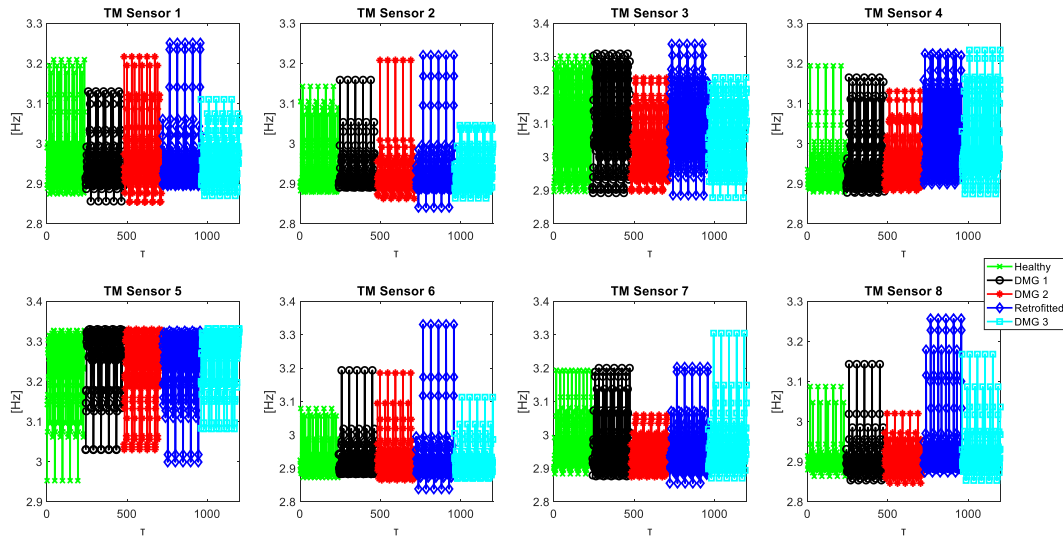 TM Sensor 1
TM Sensor 2
TM Sensor 3
TM Sensor 4
3.3
3.2
3.1
3
2.9
2.8
[Hz]
0
500
1000
τ
3.3
3.2
3.1
3
2.9
2.8
[Hz]
0
500
1000
τ
3.4
3.3
3.2
3.1
3
2.9
2.8
[Hz]
0
500
1000
τ
3.3
3.2
3.1
3
2.9
2.8
[Hz]
0
500
1000
τ
Healthy
DMG 1
DMG 2
Retrofitted
DMG 3
TM Sensor 5
TM Sensor 6
TM Sensor 7
TM Sensor 8
3.4
3.3
3.2
3.1
3
2.9
[Hz]
0
500
1000
τ
3.4
3.3
3.2
3.1
3
2.9
2.8
[Hz]
0
500
1000
τ
3.4
3.3
3.2
3.1
3
2.9
2.8
[Hz]
0
500
1000
τ
3.3
3.2
3.1
3
2.9
2.8
[Hz]
0
500
1000
τ